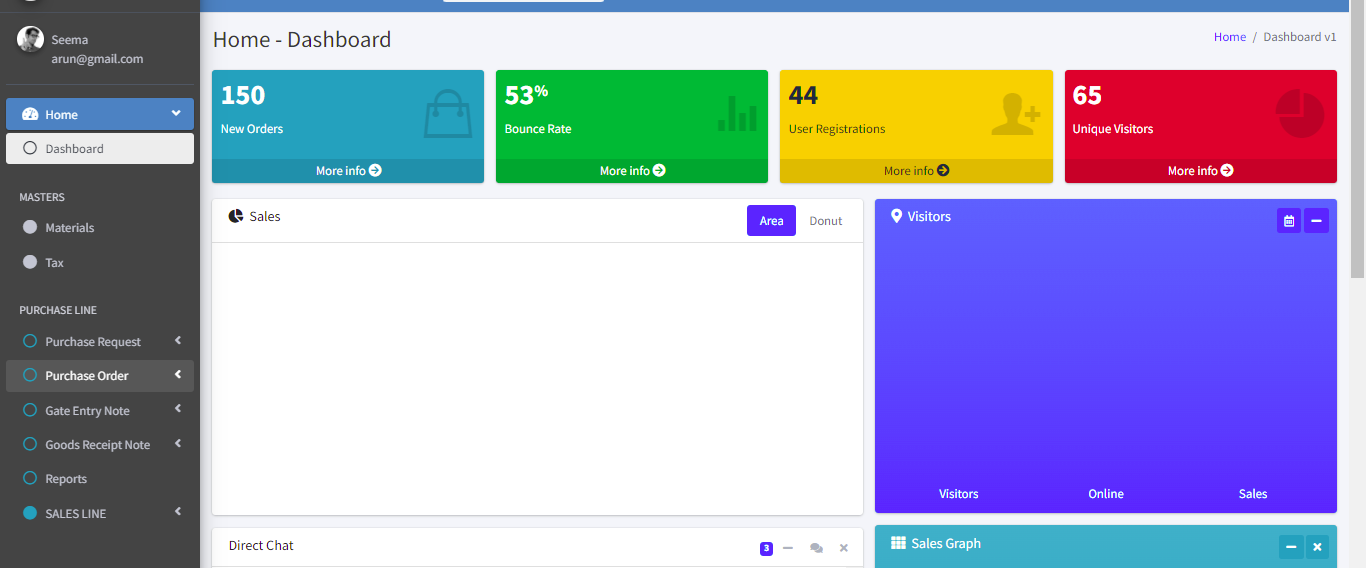 Seema
arun@gmail.com
Home
Dashboard
MASTERS
Materials
Tax
PURCHASE LINE
Purchase Request
Purchase Order
Gate Entry Note
Goods Receipt Note
Reports
SALES LINE
Home - Dashboard
Home / Dashboard v1
150
New Orders
More info
53%
Bounce Rate
More info
44
User Registrations
More info
65
Unique Visitors
More info
Sales
Area Donut
Visitors
Visitors Online Sales
Direct Chat
3
Sales Graph